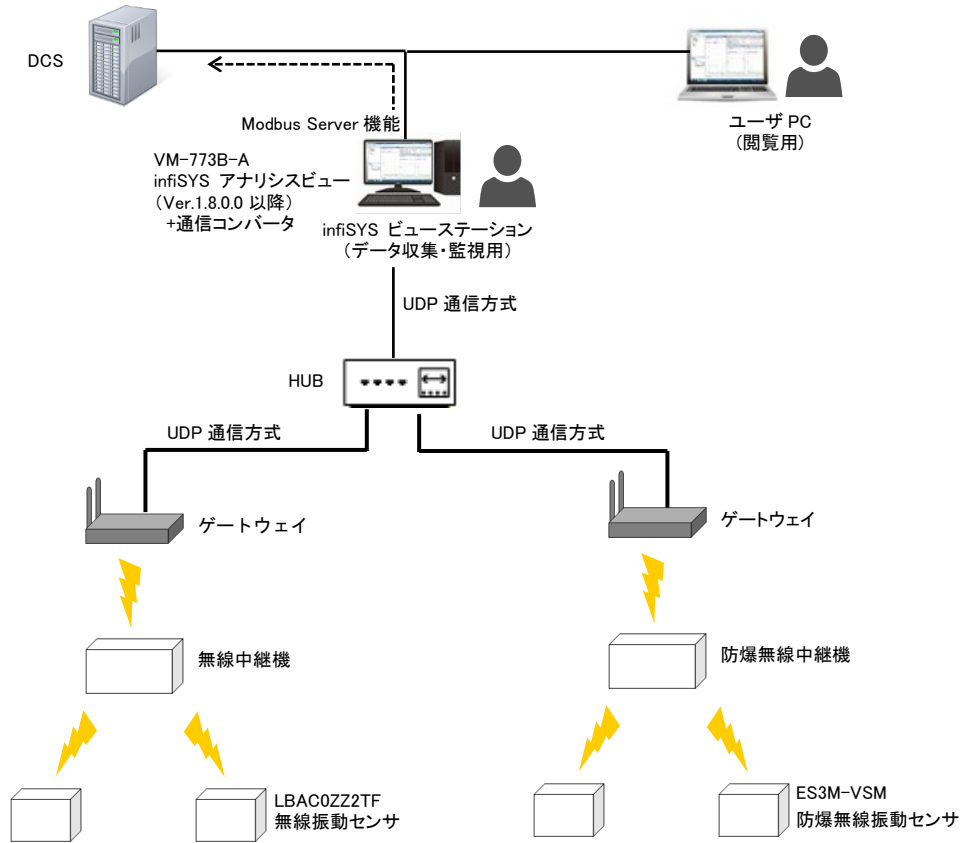 DCS
Modbus Server 機能
ユーザ PC
(閲覧用)
VM-773B-A
infiSYS アナリシスビュー
(Ver.1.8.0.0 以降)
+通信コンバータ
infiSYS ビューステーション
(データ収集・監視用)
UDP 通信方式
HUB
UDP 通信方式
UDP 通信方式
ゲートウェイ
ゲートウェイ
無線中継機
防爆無線中継機
LBAC0ZZ2TF
無線振動センサ
ES3M-VSM
防爆無線振動センサ